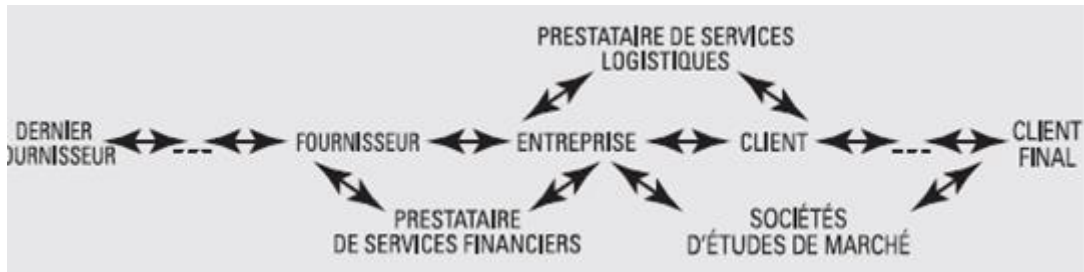 PRESTATAIRE DE SERVICES
LOGISTIQUES
DERNIER
OURNISSEUR
---
FOURNISSEUR
ENTREPRISE
CLIENT
---
CLIENT
FINAL
PRESTATAIRE
DE SERVICES FINANCIERS
SOCIÉTÉS
D'ÉTUDES DE MARCHÉ